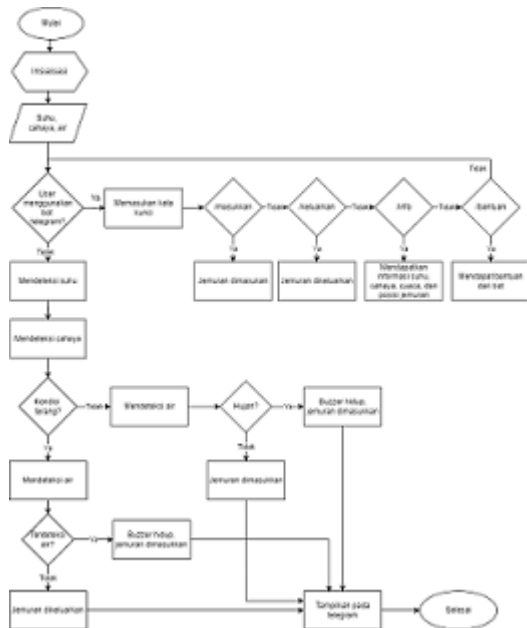 Mulai
Inisialisasi
Suhu,
cahaya, air
User
menggunakan
bot
telegram?
Ya
Memasukan kata
kunci
/masukkan
Tidak
/keluarkan
Tidak
/info
Tidak
/bantuan
Tidak
Ya
Ya
Ya
Ya
Jemuran dimasukan
Jemuran dikeluarkan
Mendapatkan
informasi suhu,
cahaya, cuaca, dan
posisi jemuran
Mendapat bantuan
dari bot
Tidak
Mendeteksi suhu
Mendeteksi cahaya
Kondisi
terang?
Tidak
Mendeteksi air
Hujan?
Ya
Buzzer hidup,
jemuran dimasukkan
Ya
Tidak
Mendeteksi air
Jemuran dimasukkan
Terdeteksi
air?
Ya
Buzzer hidup,
jemuran dimasukkan
Tidak
Jemuran dikeluarkan
Tampilkan pada
telegram
Selesai